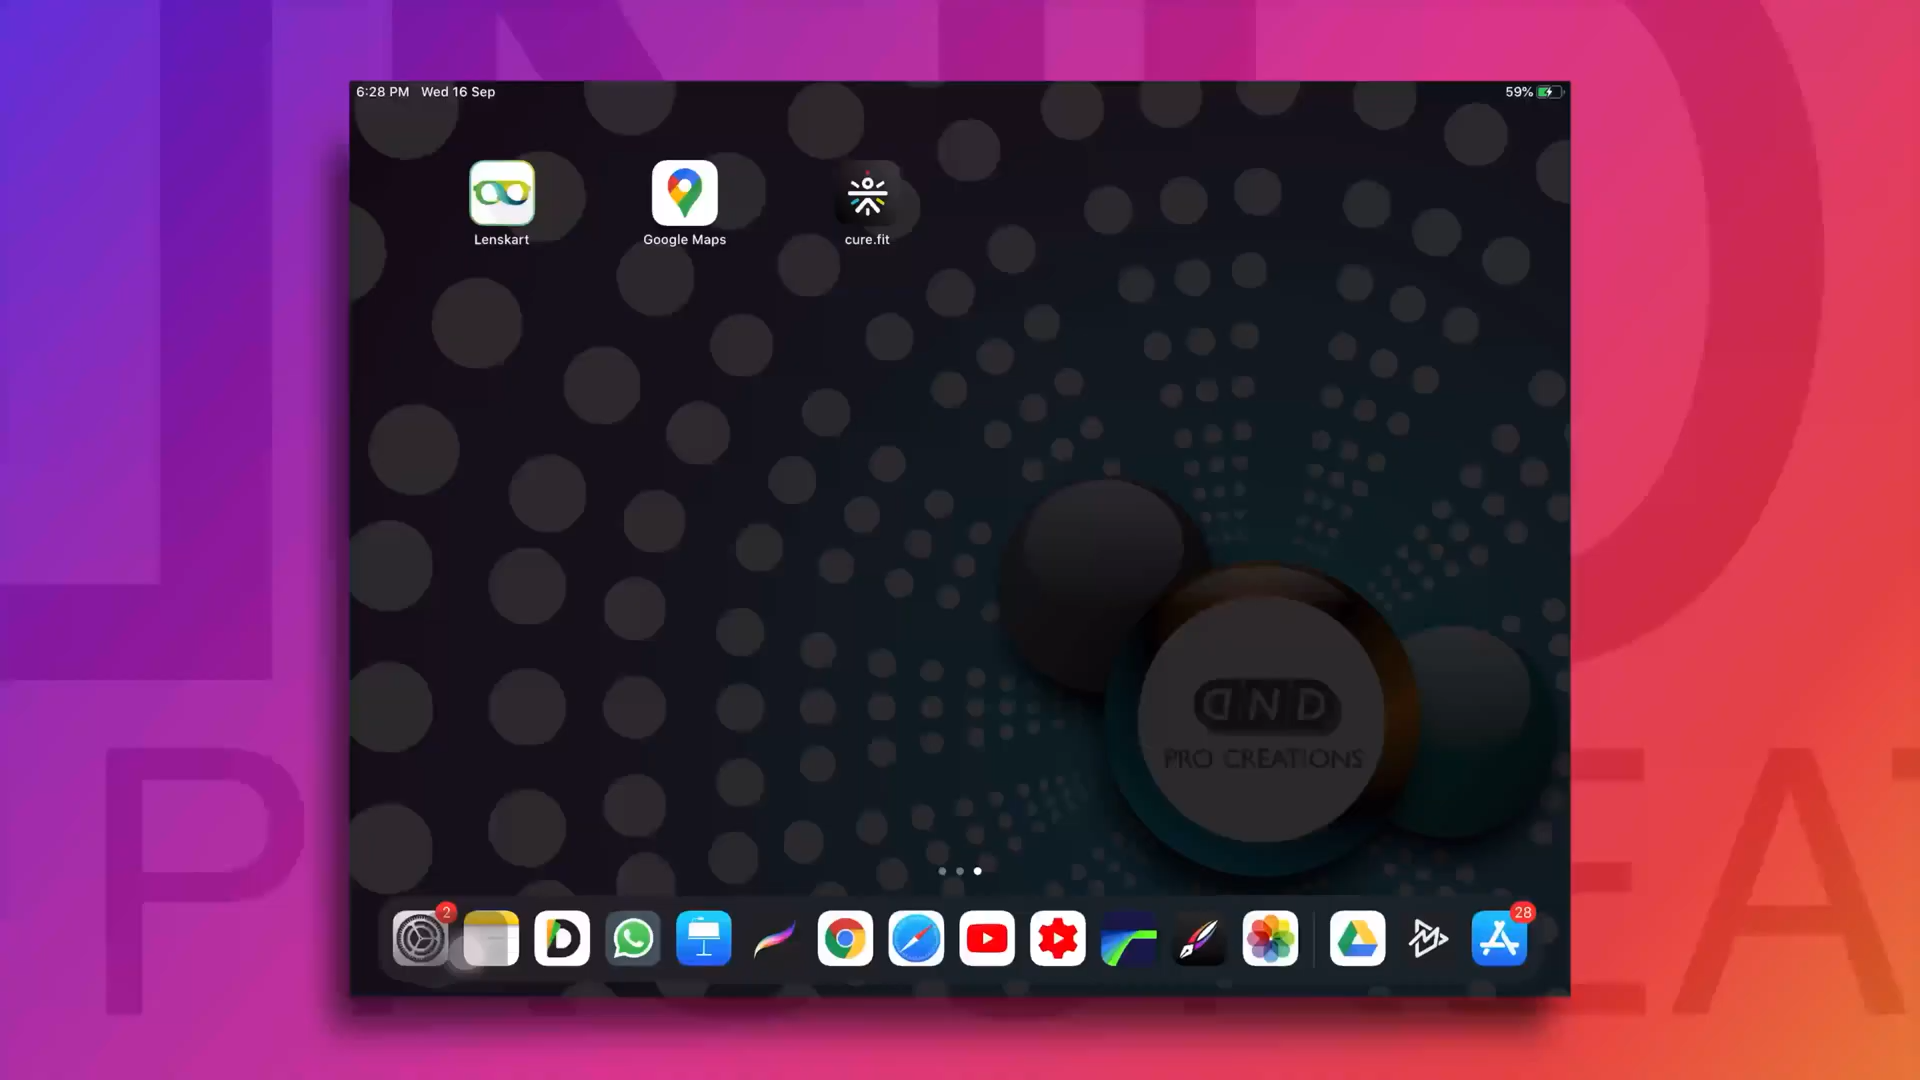 6:28 PM Wed 16 Sep
59%
Lenskart
Google Maps
cure.fit
DND
PRO CREATIONS
2
28